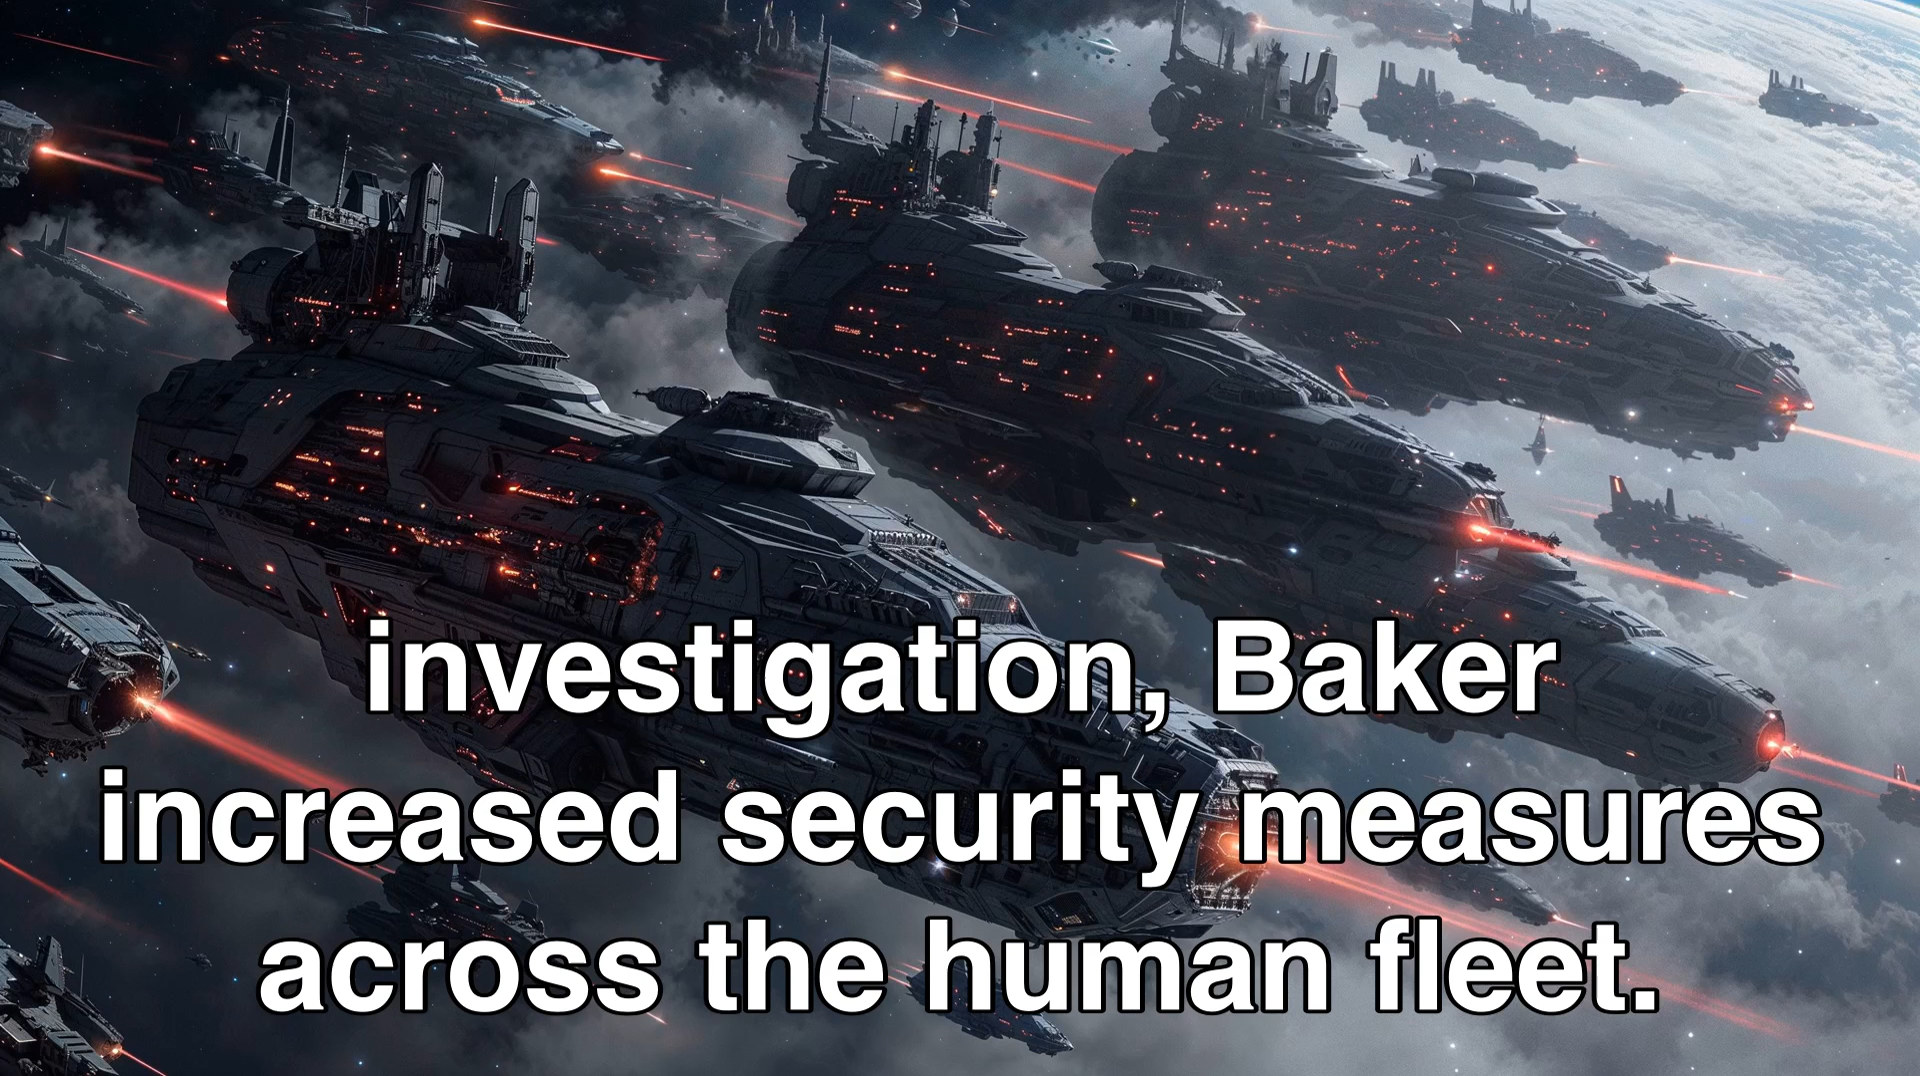 investigation, Baker
increased security measures
across the human fleet.